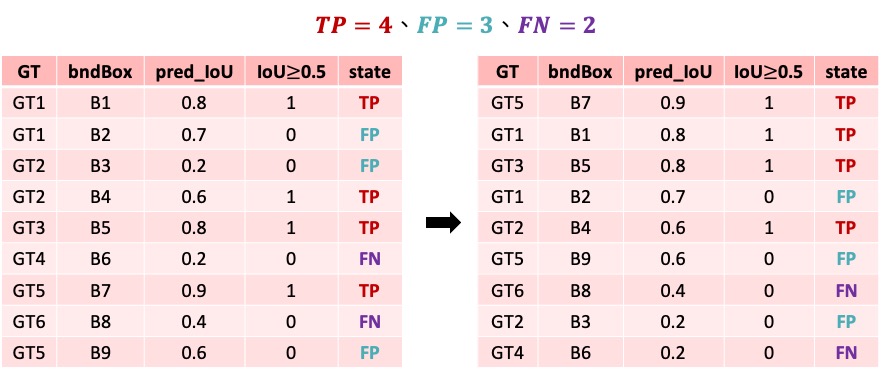 TP = 4、FP = 3、FN = 2
GT bndBox pred_IoU IoU≥0.5 state
GT1 B1 0.8 1 TP
GT1 B2 0.7 0 FP
GT2 B3 0.2 0 FP
GT2 B4 0.6 1 TP
GT3 B5 0.8 1 TP
GT4 B6 0.2 0 FN
GT5 B7 0.9 1 TP
GT6 B8 0.4 0 FN
GT5 B9 0.6 0 FP
GT bndBox pred_IoU IoU≥0.5 state
GT5 B7 0.9 1 TP
GT1 B1 0.8 1 TP
GT3 B5 0.8 1 TP
GT1 B2 0.7 0 FP
GT2 B4 0.6 1 TP
GT5 B9 0.6 0 FP
GT6 B8 0.4 0 FN
GT2 B3 0.2 0 FP
GT4 B6 0.2 0 FN